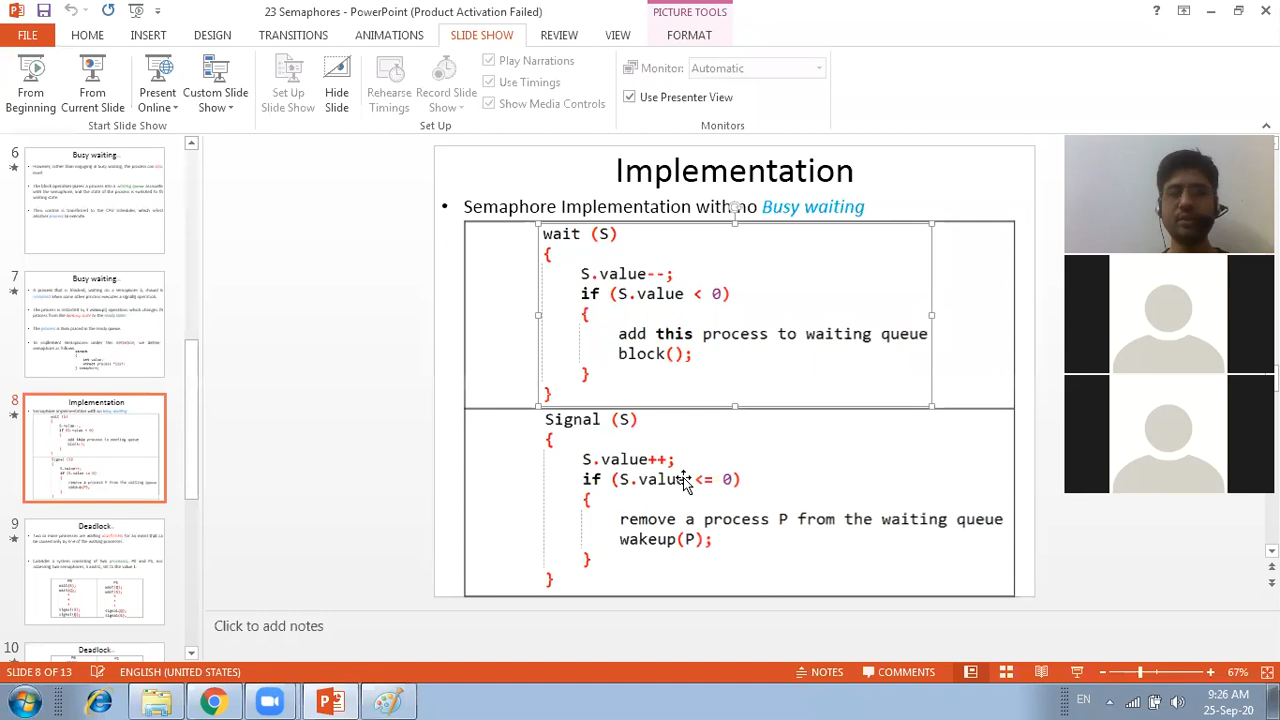 23 Semaphores - PowerPoint (Product Activation Failed)
PICTURE TOOLS
FILE HOME INSERT DESIGN TRANSITIONS ANIMATIONS SLIDE SHOW REVIEW VIEW FORMAT
From Beginning
From Current Slide
Present Online
Custom Slide Show
Set Up Slide Show
Hide Slide
Rehearse Timings
Record Slide Show
Play Narrations
Use Timings
Show Media Controls
Monitor: Automatic
Use Presenter View
Start Slide Show
Set Up
Monitors
6
Busy waiting..
7
Busy waiting..
8
Implementation
9
Deadlock
10
Deadlock..
Implementation
• Semaphore Implementation with no Busy waiting
wait (S)
{
S.value--;
if (S.value < 0)
{
add this process to waiting queue
block();
}
}
Signal (S)
{
S.value++;
if (S.value <= 0)
{
remove a process P from the waiting queue
wakeup(P);
}
}
Click to add notes
SLIDE 8 OF 13
ENGLISH (UNITED STATES)
NOTES
COMMENTS
67%
EN
9:26 AM
25-Sep-20